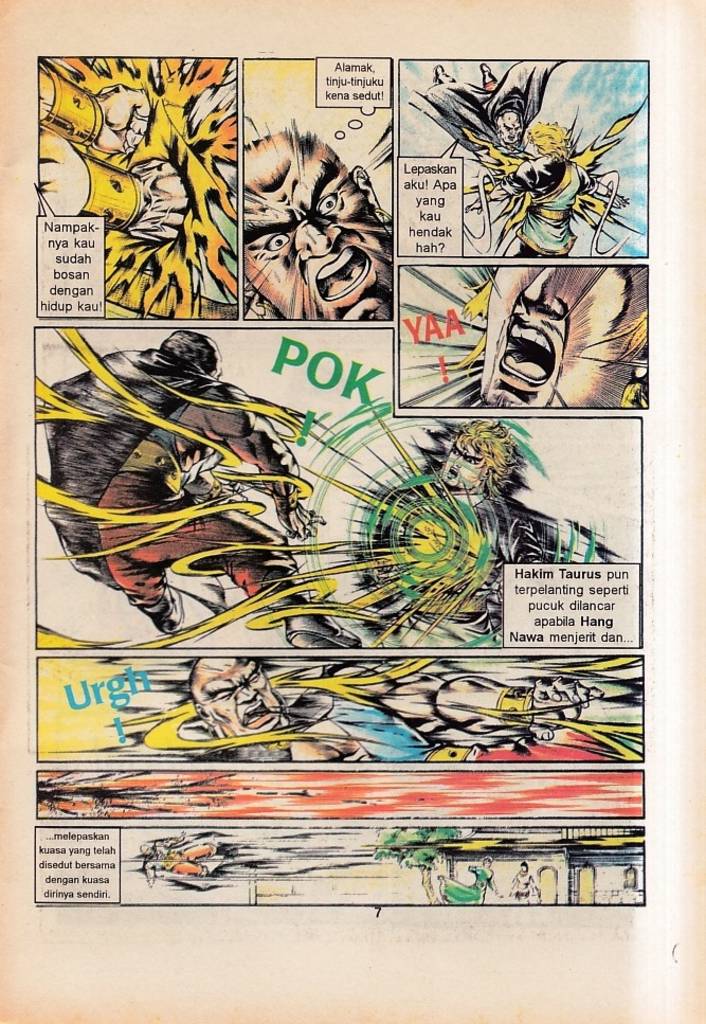 Nampak-
nya kau
sudah
bosan
dengan
hidup kau!
Alamak,
tinju-tinjuku
kena sedut!
Lepaskan
aku! Apa
yang
kau
hendak
hah?
YAA
!
POK
!
Hakim Taurus pun
terpelanting seperti
pucuk dilancar
apabila Hang
Nawa menjerit dan...
Urgh
!
...melepaskan
kuasa yang telah
disedut bersama
dengan kuasa
dirinya sendiri.
7